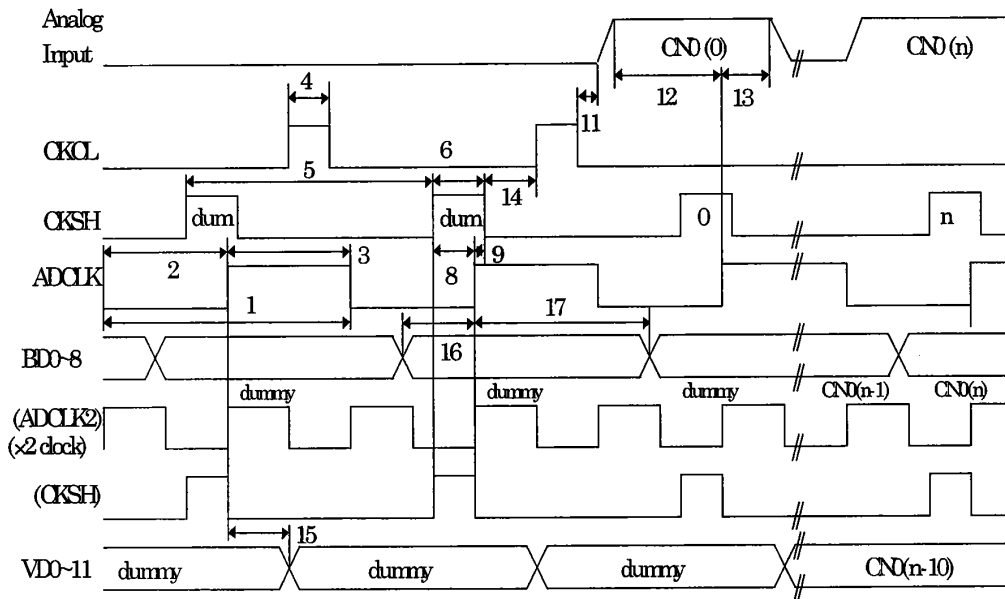 Analog
Input
CN0 (0)
CN0 (n)
4
12
13
11
CKCL
6
5
14
CKSH
dum
dum
0
n
ADCLK
2
3
8
9
1
17
16
BD0~8
dummy
dummy
dummy
CN0(n-1)
CN0(n)
(ADCLK2)
(×2 clock)
(CKSH)
15
VD0~11
dummy
dummy
dummy
CN0(n-10)